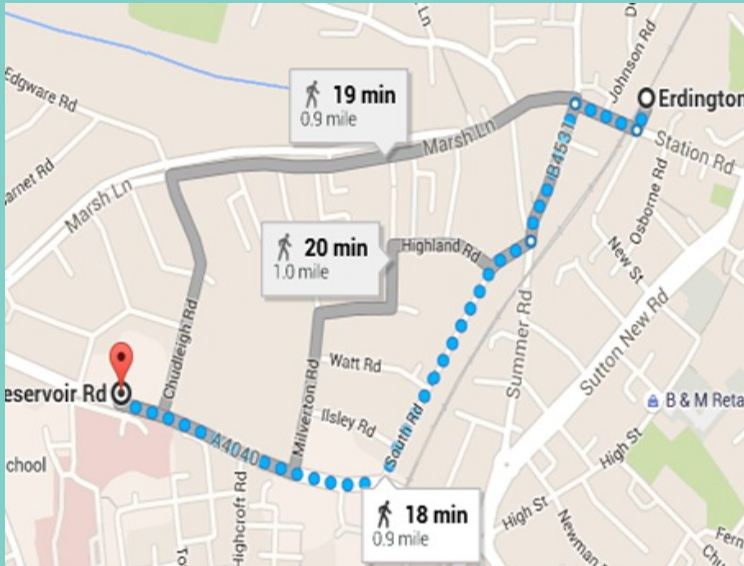 Ln
Johnson Rd
Edgware Rd
19 min
0.9 mile
Erdington
Marsh Ln
B4531
Station Rd
Osborne Rd
Marsh Ln
20 min
1.0 mile
Highland Rd
New St
Summer Rd
Sutton New Rd
Chudleigh Rd
Watt Rd
eservoir Rd
Milverton Rd
B & M Reta
Ilsley Rd
South Rd
A4040
High St
chool
Highcroft Rd
18 min
0.9 mile
High St
Newman
Fern